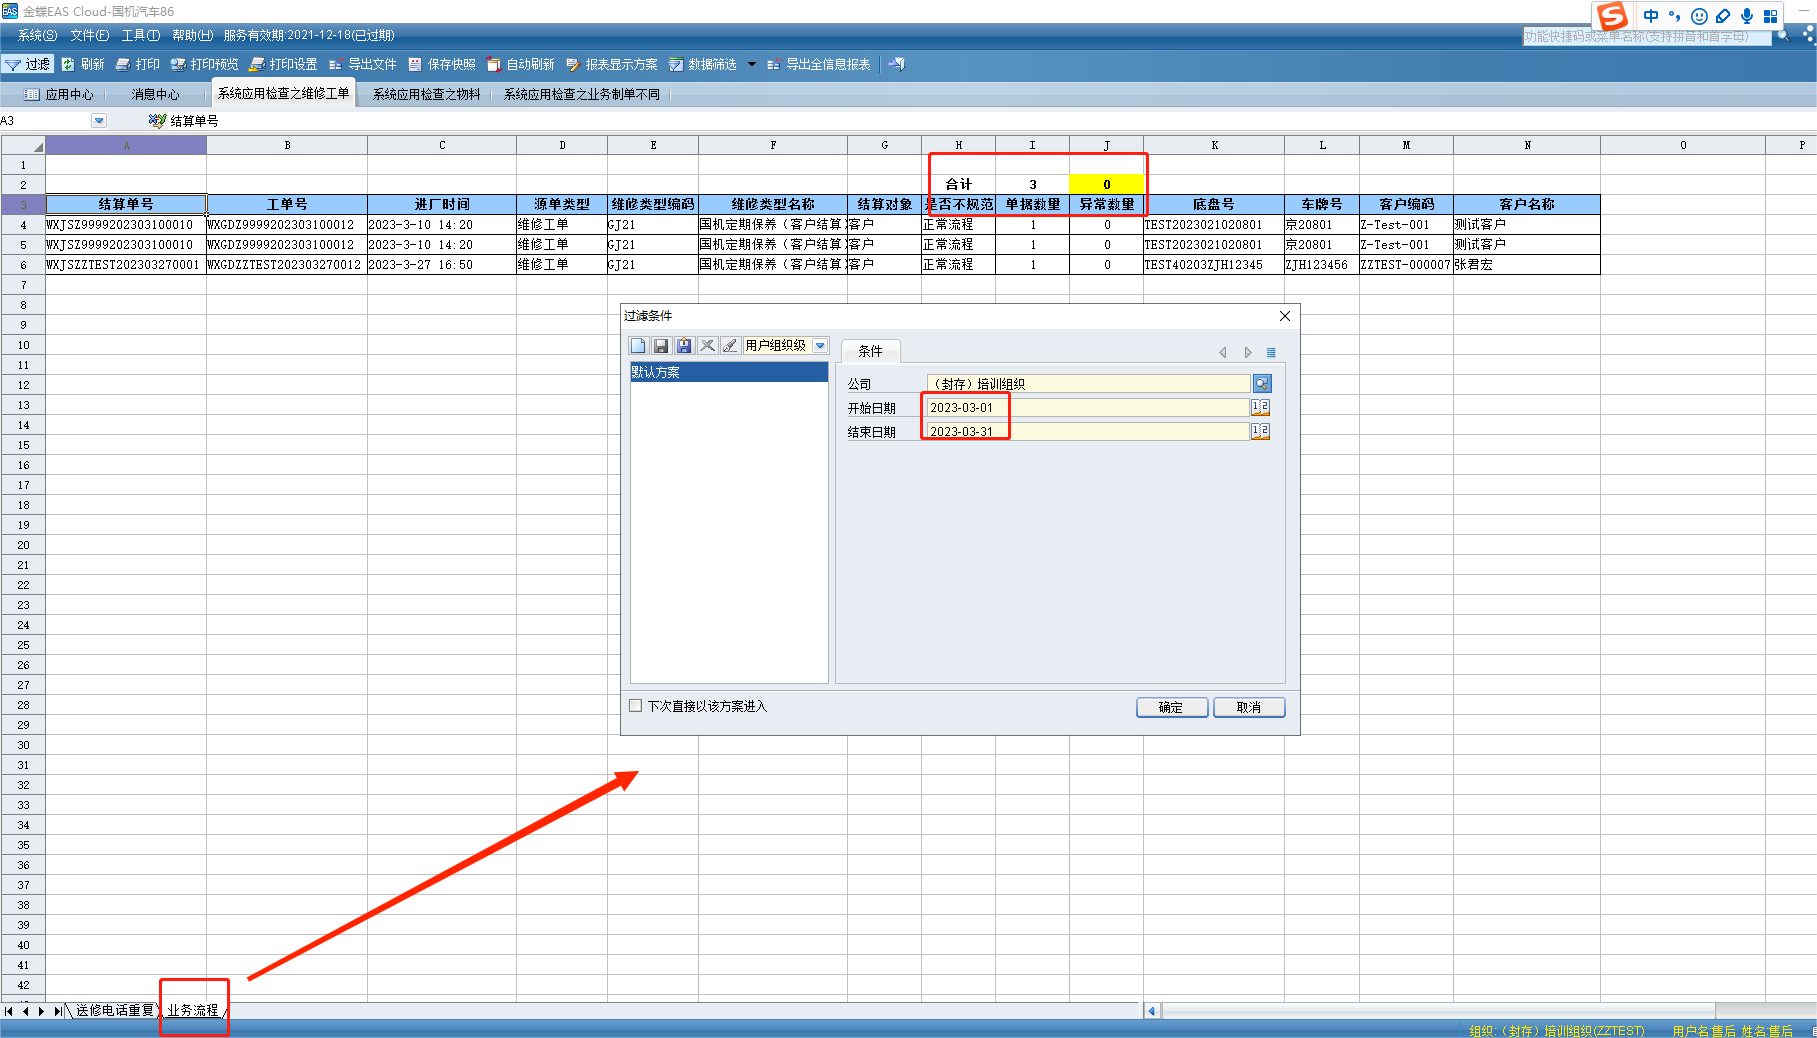 金蝶EAS Cloud-国机汽车86
中
系统(S) 文件(F) 工具(T) 帮助(H) 服务有效期:2021-12-18(已过期)
功能快捷码或菜单名称(支持拼音和首字母)
过滤 刷新 打印 打印预览 打印设置 导出文件 保存快照 自动刷新 报表显示方案 数据筛选 导出全信息报表
应用中心 消息中心 系统应用检查之维修工单 系统应用检查之物料 系统应用检查之业务制单不同
A3 结算单号
A B C D E F G H I J K L M N O P
1
2 合计 3 0
3 结算单号 工单号 进厂时间 源单类型 维修类型编码 维修类型名称 结算对象 是否不规范 单据数量 异常数量 底盘号 车牌号 客户编码 客户名称
4 WXJSZ9999202303100010 WXGDZ9999202303100012 2023-3-10 14:20 维修工单 GJ21 国机定期保养（客户结算 客户 正常流程 1 0 TEST2023021020801 京20801 Z-Test-001 测试客户
5 WXJSZ9999202303100010 WXGDZ9999202303100012 2023-3-10 14:20 维修工单 GJ21 国机定期保养（客户结算 客户 正常流程 1 0 TEST2023021020801 京20801 Z-Test-001 测试客户
6 WXJSZZTEST202303270001 WXGDZZTEST202303270012 2023-3-27 16:50 维修工单 GJ21 国机定期保养（客户结算 客户 正常流程 1 0 TEST40203ZJH12345 ZJH123456 ZZTEST-000007 张君宏
7
8
9
10
11
12
13
14
15
16
17
18
19
20
21
22
23
24
25
26
27
28
29
30
31
32
33
34
35
36
37
38
39
40
41
42
过滤条件
用户组织级 条件
默认方案
公司 （封存）培训组织
开始日期 2023-03-01
结束日期 2023-03-31
下次直接以该方案进入 确定 取消
送修电话重复 业务流程
组织:（封存）培训组织(ZZTEST) 用户名:售后 姓名:售后